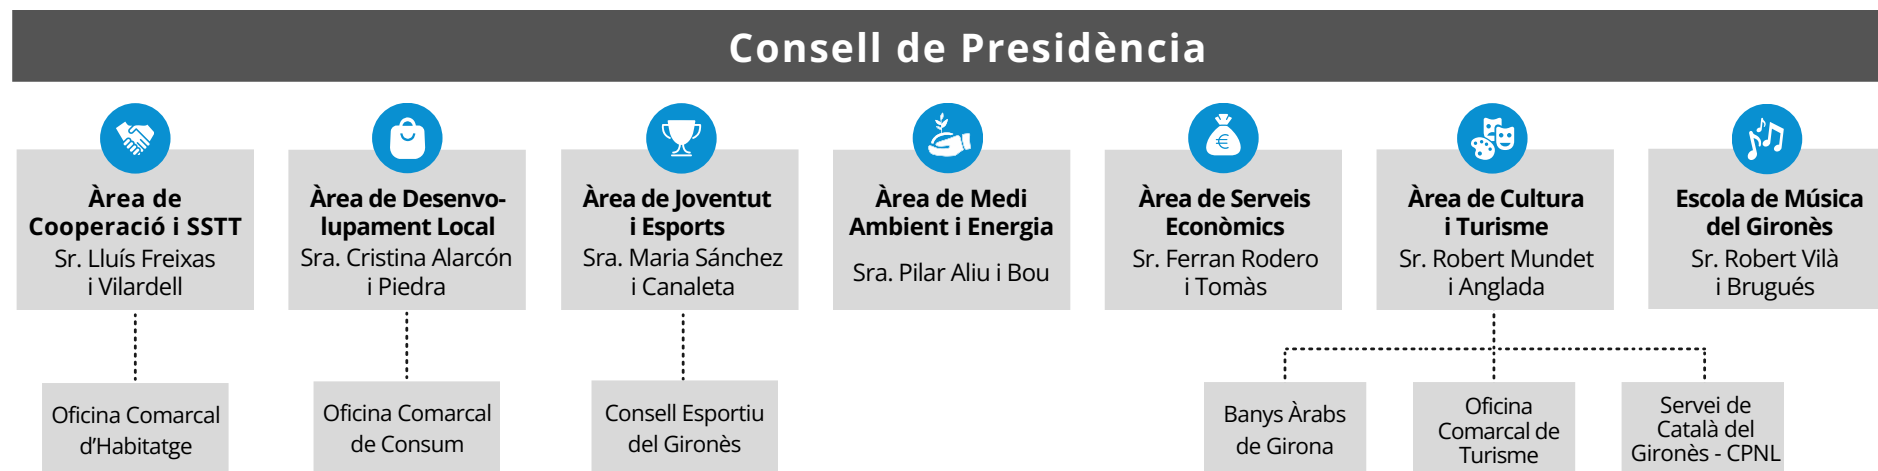 Consell de Presidència
Àrea de
Cooperació i SSTT
Sr. Lluís Freixas
i Vilardell
Àrea de Desenvo-
lupament Local
Sra. Cristina Alarcón
i Piedra
Àrea de Joventut
i Esports
Sra. Maria Sánchez
i Canaleta
Àrea de Medi
Ambient i Energia
Sra. Pilar Aliu i Bou
Àrea de Serveis
Econòmics
Sr. Ferran Rodero
i Tomàs
Àrea de Cultura
i Turisme
Sr. Robert Mundet
i Anglada
Escola de Música
del Gironès
Sr. Robert Vilà
i Brugués
Oficina Comarcal
d’Habitatge
Oficina Comarcal
de Consum
Consell Esportiu
del Gironès
Banys Àrabs
de Girona
Oficina
Comarcal de
Turisme
Servei de
Català del
Gironès - CPNL